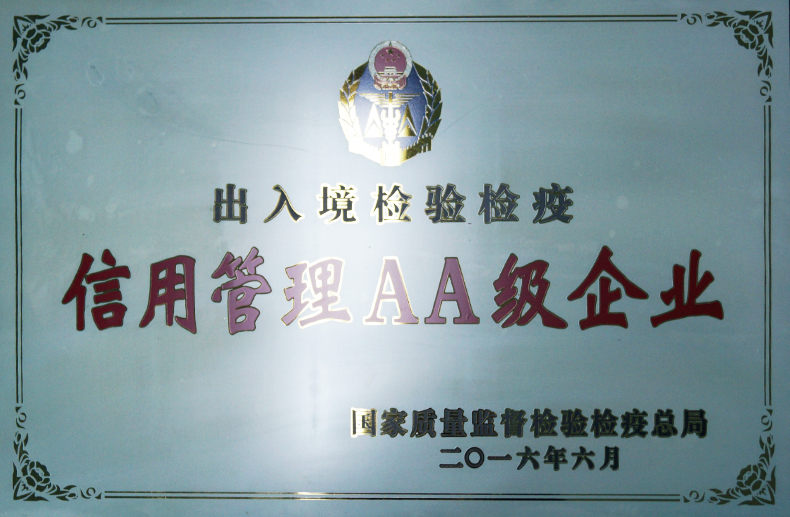 出入境检验检疫
信用管理AA级企业
国家质量监督检验检疫总局
二〇一六年六月